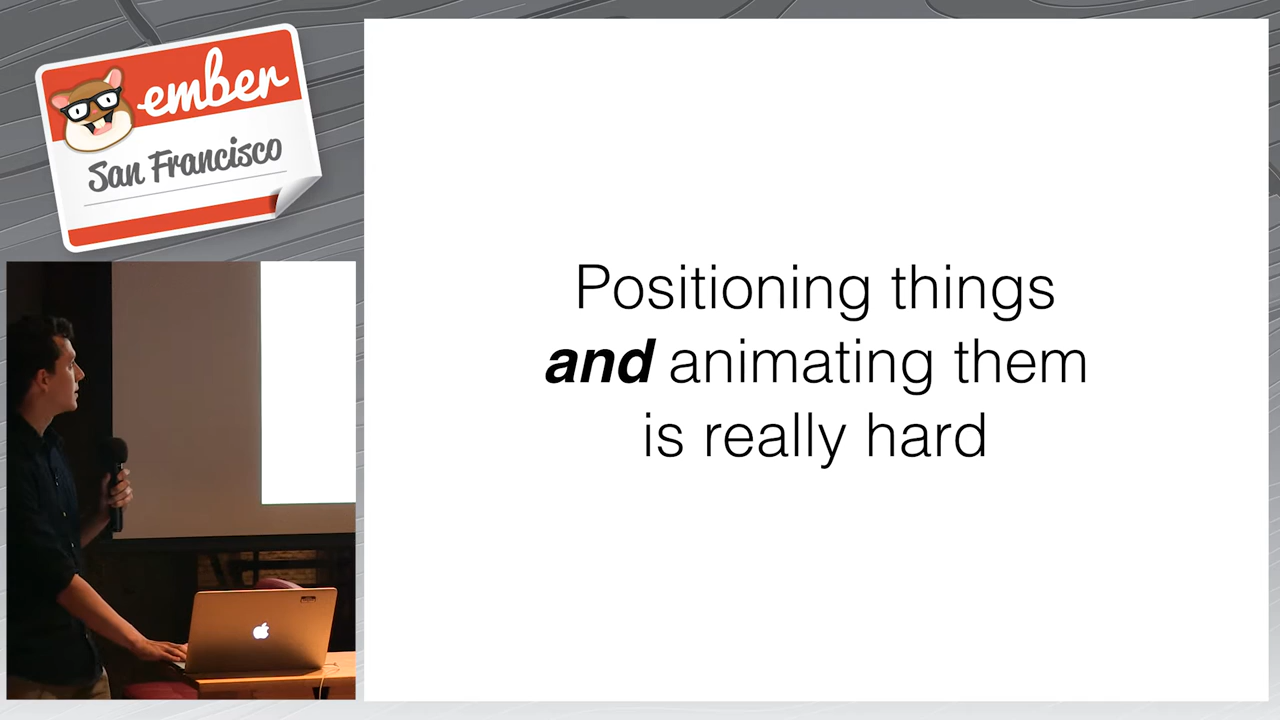 ember
San Francisco
Positioning things
and animating them
is really hard